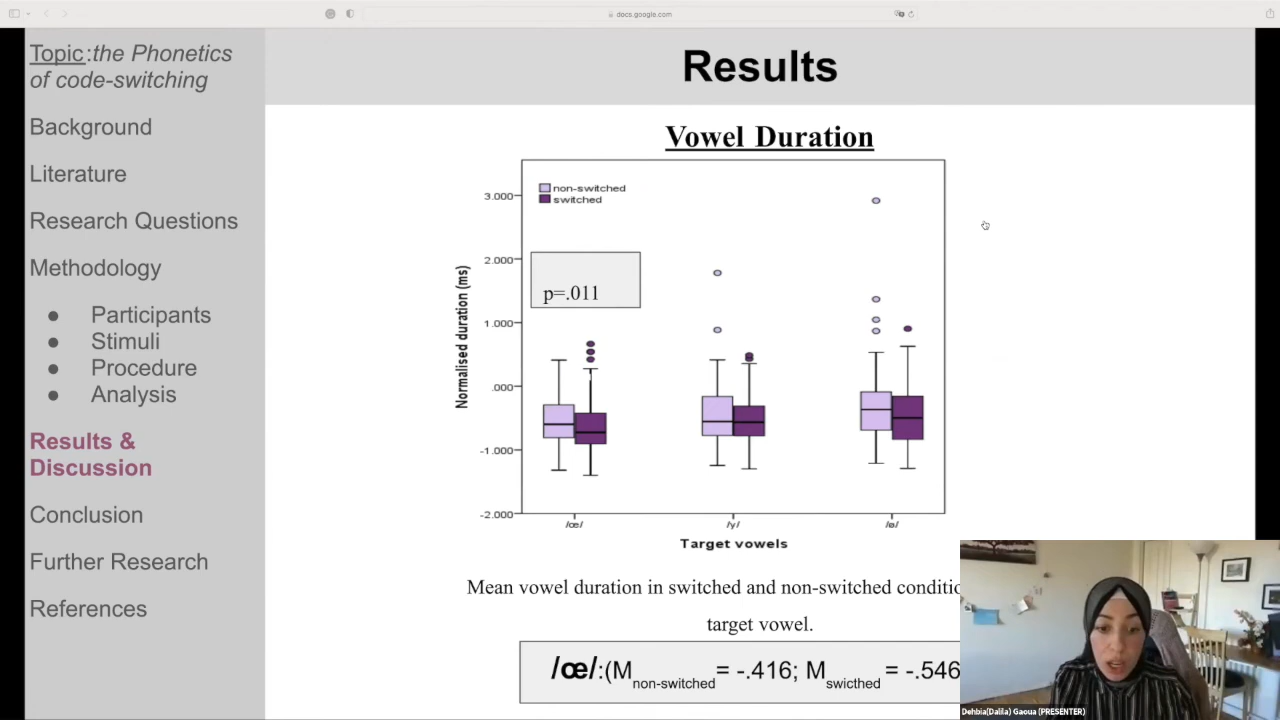 docs.google.com
Topic:the Phonetics
of code-switching
Background
Literature
Research Questions
Methodology
● Participants
● Stimuli
● Procedure
● Analysis
Results &
Discussion
Conclusion
Further Research
References
Results
Vowel Duration
non-switched
switched
p=.011
Normalised duration (ms)
3.000
2.000
1.000
.000
-1.000
-2.000
/œ/
/y/
/ø/
Target vowels
Mean vowel duration in switched and non-switched conditio
target vowel.
/œ/:(Mnon-switched= -.416; Mswicthed = -.546
Dehbia(Dalila) Gaoua (PRESENTER)